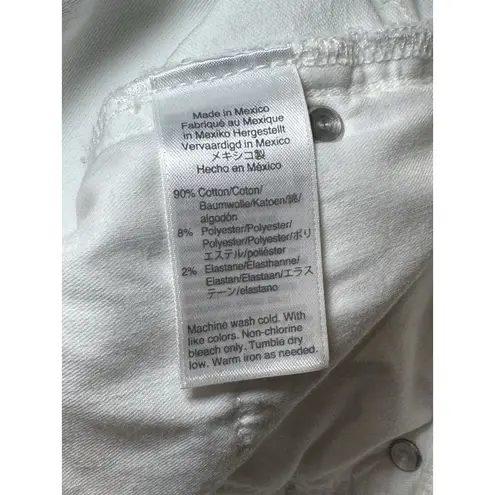 Made in Mexico
Fabriqué au Mexique
in Mexiko Hergestellt
Vervaardigd in Mexico
メキシコ製
Hecho en México
90% Cotton/Coton/
Baumwolle/Katoen/綿/
algodón
8% Polyester/Polyester/
Polyester/Polyester/ポリ
エステル/poliéster
2% Elastane/Élasthanne/
Elastan/Elastaan/エラス
テーン/elastano
Machine wash cold. With
like colors. Non-chlorine
bleach only. Tumble dry
low. Warm iron as needed.